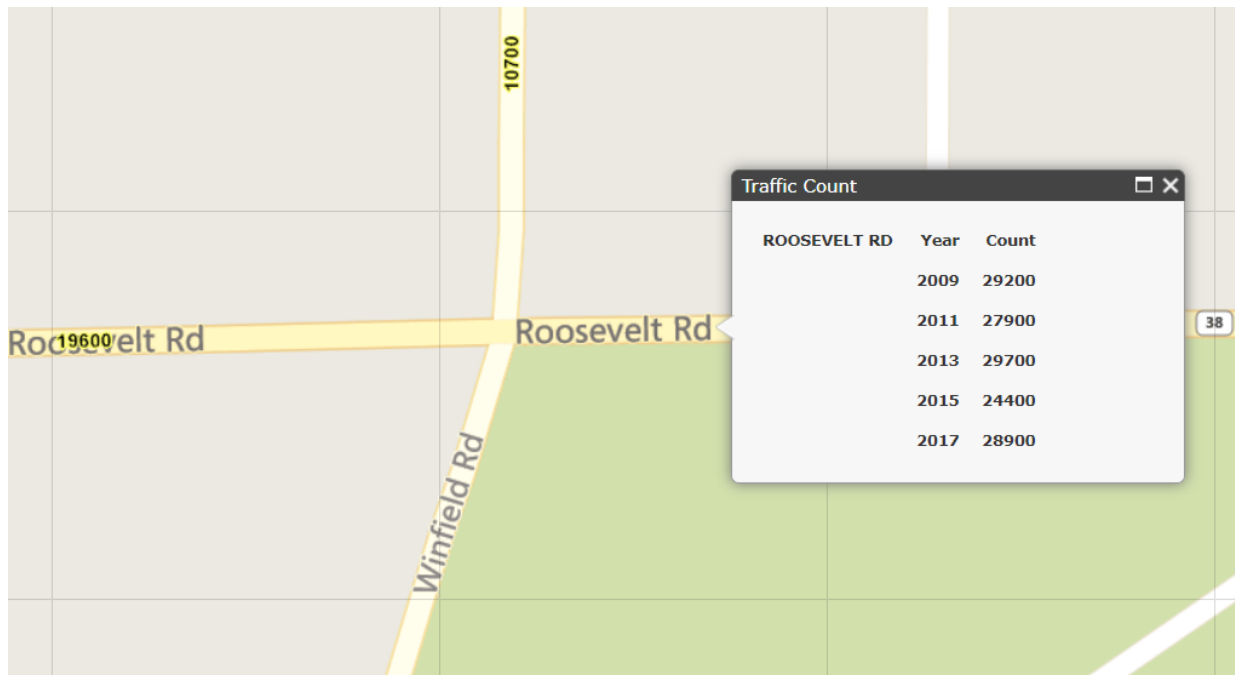 10700
Traffic Count
ROOSEVELT RD Year Count
2009 29200
2011 27900
2013 29700
2015 24400
2017 28900
Roosevelt Rd
19600
Roosevelt Rd
38
Winfield Rd